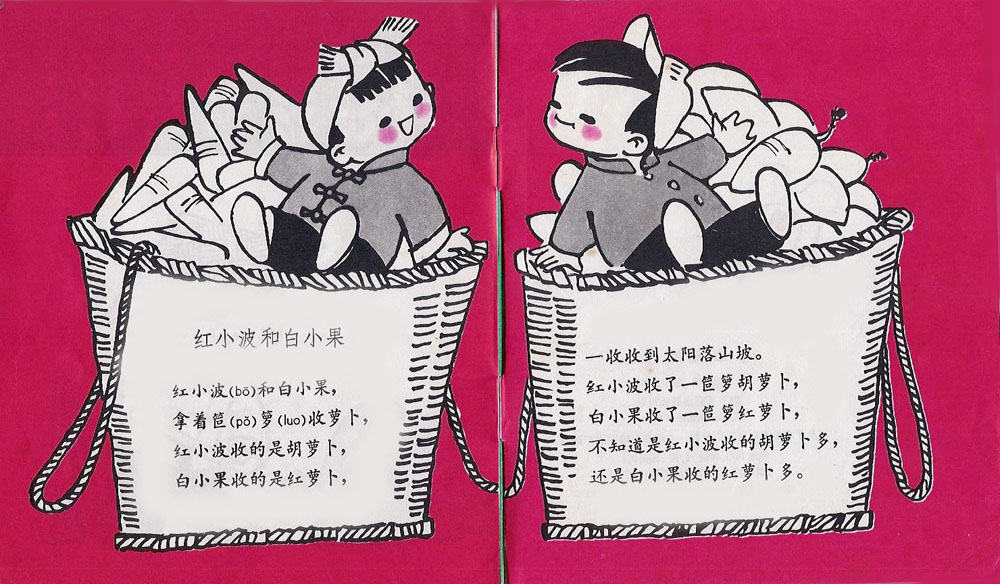 红小波和白小果
红小波(bō)和白小果，
拿着笸(pǒ)箩(luo)收萝卜，
红小波收的是胡萝卜，
白小果收的是红萝卜，
一收收到太阳落山坡。
红小波收了一笸箩胡萝卜，
白小果收了一笸箩红萝卜，
不知道是红小波收的胡萝卜多，
还是白小果收的红萝卜多。